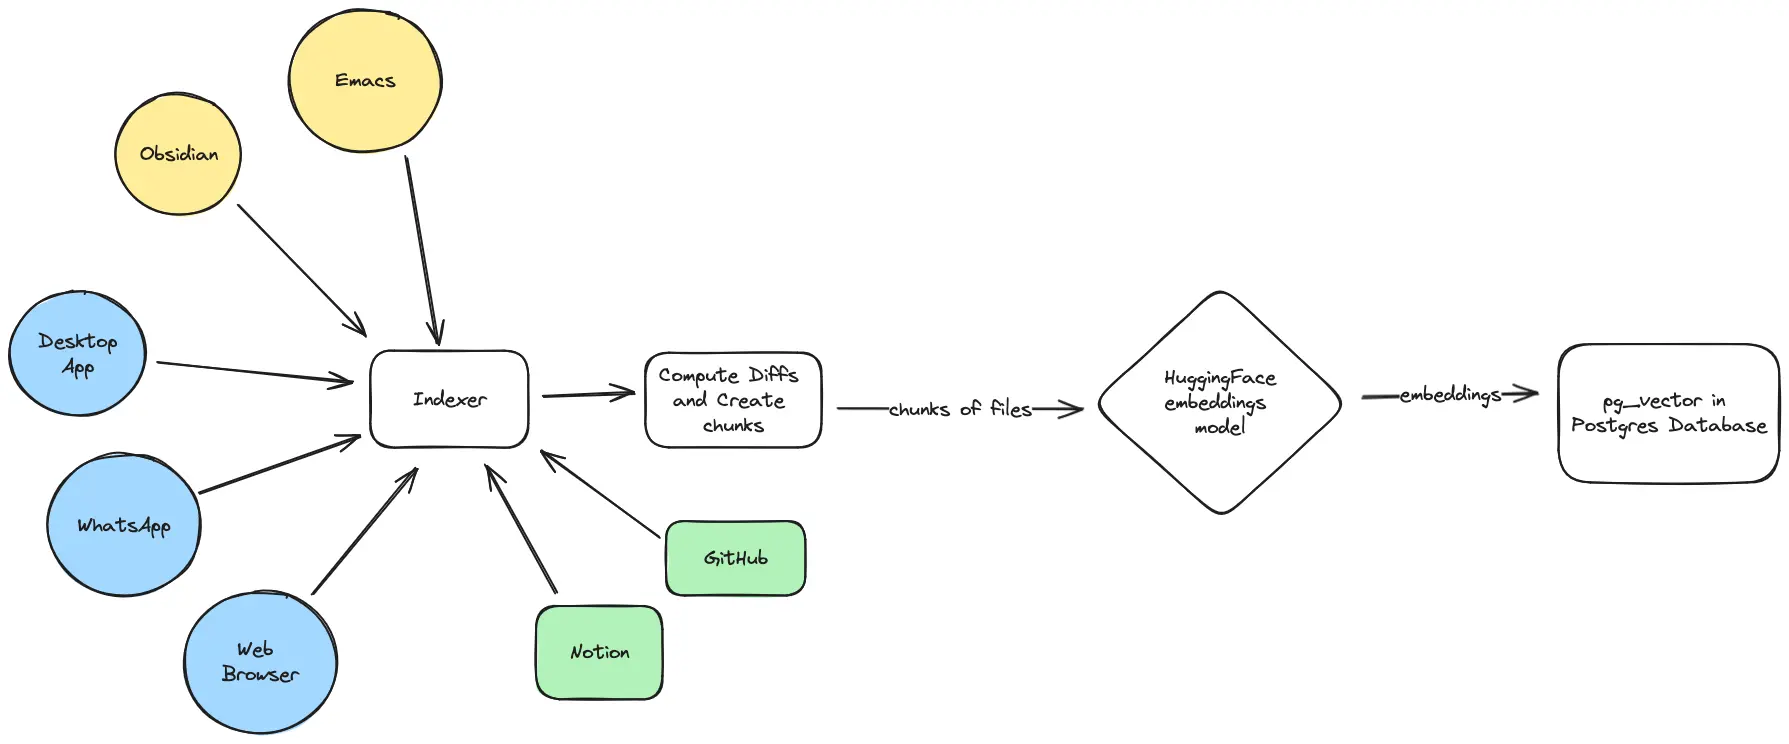 Emacs
Obsidian
Desktop
App
Indexer
Compute Diffs
and Create
chunks
chunks of files
HuggingFace
embeddings
model
embeddings
pg_vector in
Postgres Database
WhatsApp
GitHub
Web
Browser
Notion